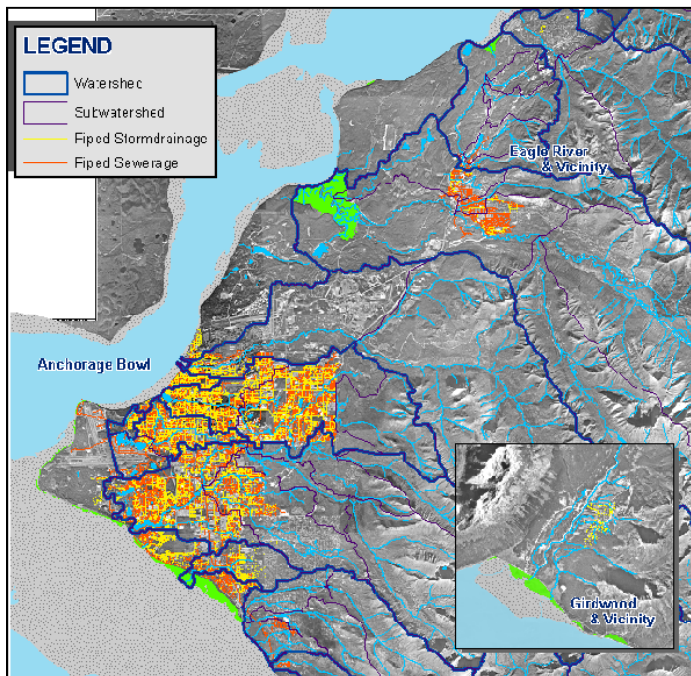 LEGEND
Watershed
Subwatershed
Piped Stormdrainage
Piped Sewerage
Eagle River
& Vicinity
Anchorage Bowl
Girdwood
& Vicinity